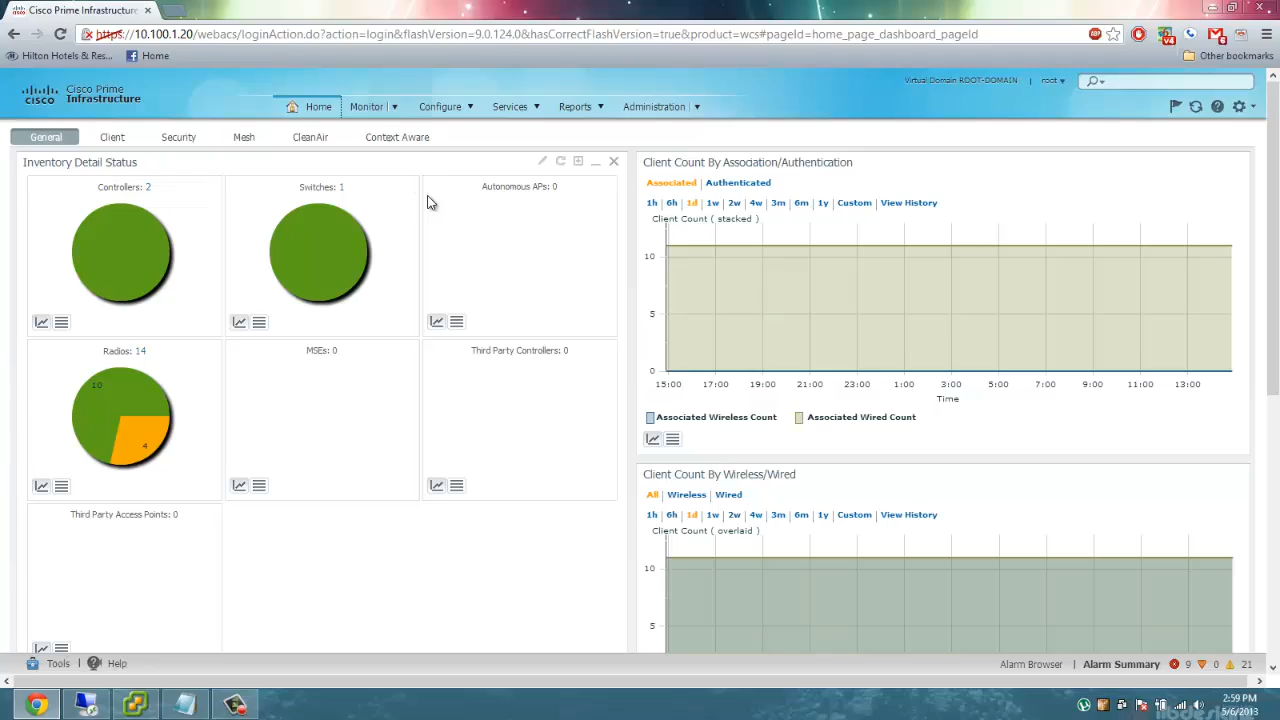 Cisco Prime Infrastructure
https://10.100.1.20/webacs/loginAction.do?action=login&flashVersion=9.0.124.0&hasCorrectFlashVersion=true&product=wcs#pageId=home_page_dashboard_pageId
Hilton Hotels & Res... Home Other bookmarks
Virtual Domain ROOT-DOMAIN | root
CISCO
Cisco Prime
Infrastructure
Home Monitor Configure Services Reports Administration
General Client Security Mesh CleanAir Context Aware
Inventory Detail Status
Controllers: 2
Switches: 1
Autonomous APs: 0
Radios: 14
10
4
MSEs: 0
Third Party Controllers: 0
Third Party Access Points: 0
Client Count By Association/Authentication
Associated | Authenticated
1h | 6h | 1d | 1w | 2w | 4w | 3m | 6m | 1y | Custom | View History
Client Count ( stacked )
10
5
0
15:00 17:00 19:00 21:00 23:00 1:00 3:00 5:00 7:00 9:00 11:00 13:00
Time
Associated Wireless Count Associated Wired Count
Client Count By Wireless/Wired
All | Wireless | Wired
1h | 6h | 1d | 1w | 2w | 4w | 3m | 6m | 1y | Custom | View History
Client Count ( overlaid )
10
5
Tools | Help
Alarm Browser | Alarm Summary 9 0 21
2:59 PM
5/6/2013